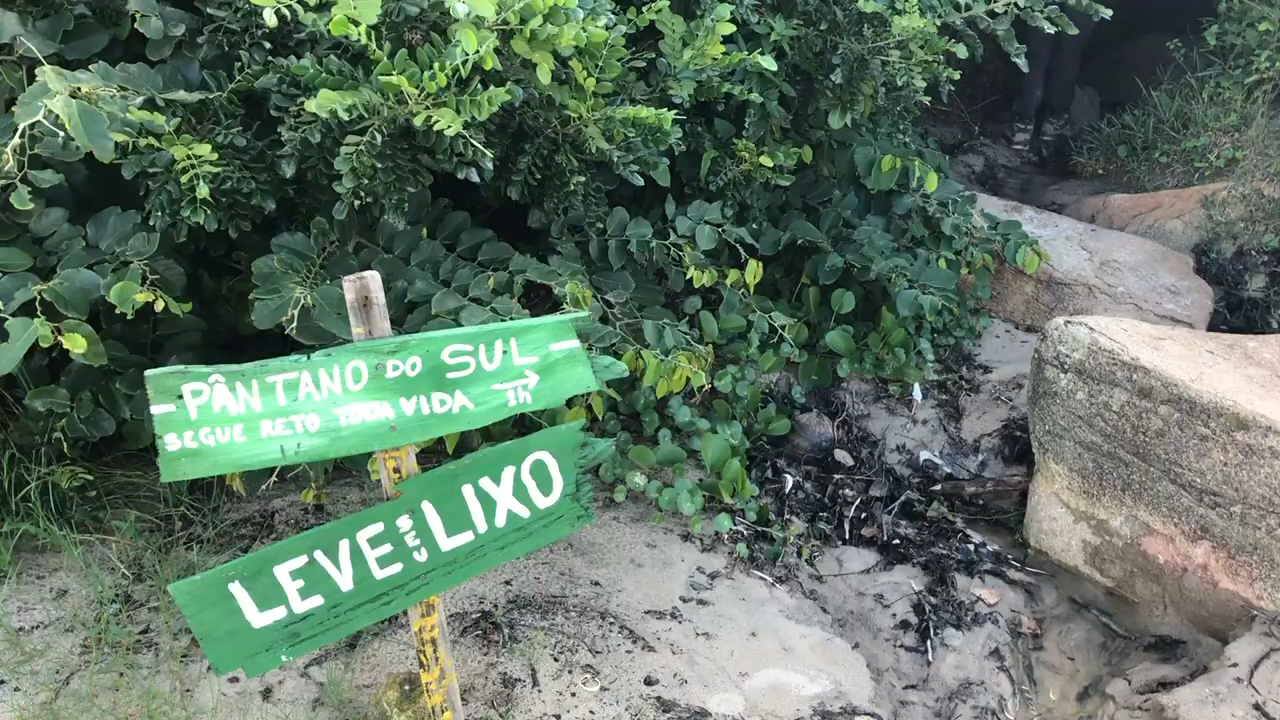 - PÂNTANO DO SUL -
SEGUE RETO TODA VIDA 1h →
LEVE SEU LIXO